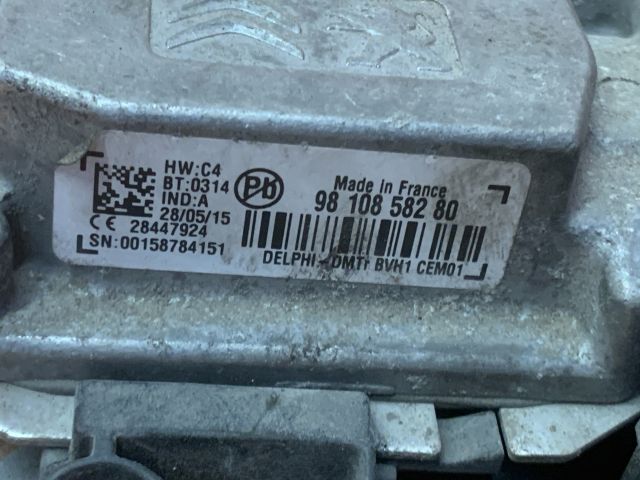 HW:C4
BT:0314
IND:A
28/05/15
CE 28447924
SN:00158784151
Pb
Made in France
98 108 582 80
DELPHI - DMTr BVH1 CEM01